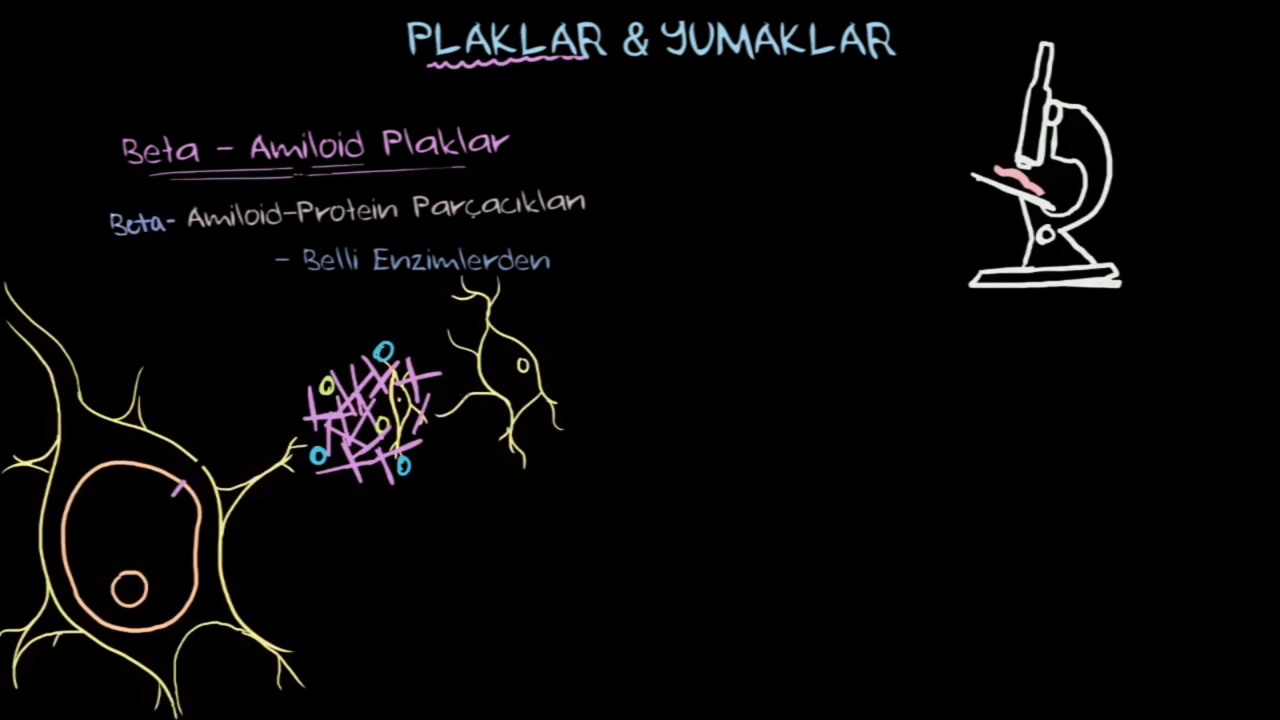 PLAKLAR & YUMAKLAR
Beta - Amiloid Plaklar
Beta- Amiloid-Protein Parçacıkları
- Belli Enzimlerden